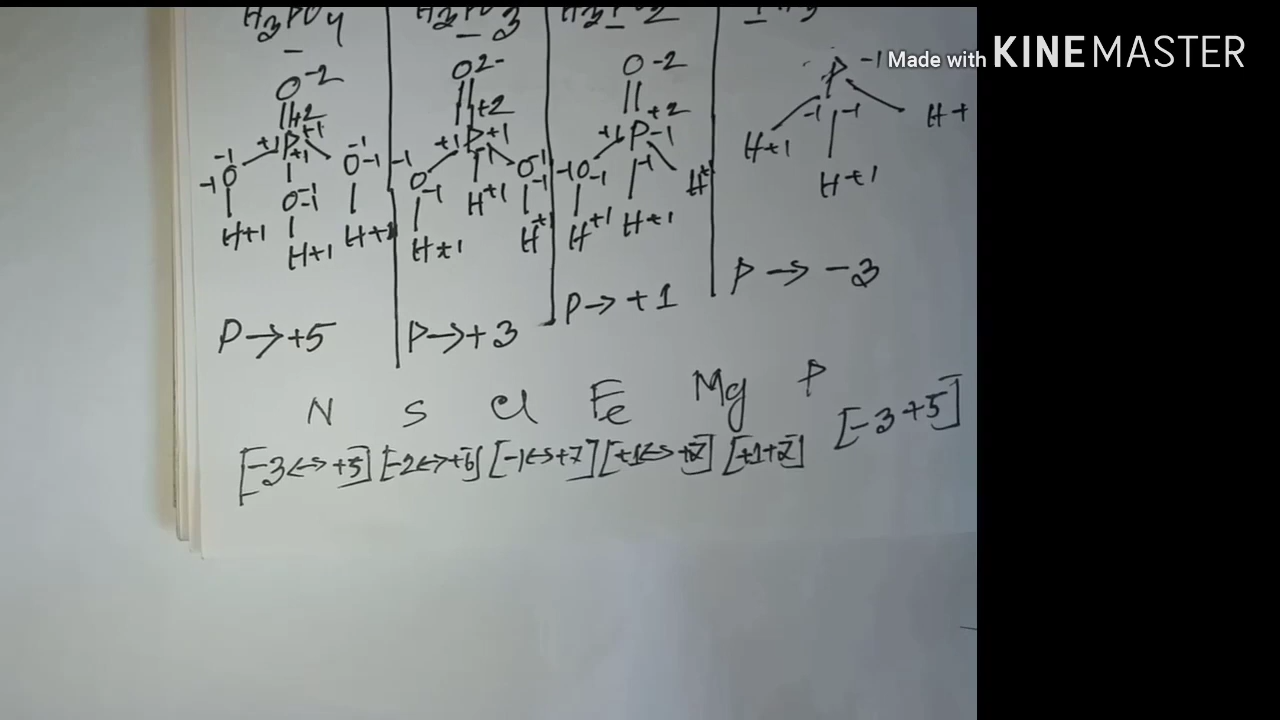 H3PO4 H3PO3 H3PO2 PH3
Made with KINEMASTER
O-2 O2- O-2 P -1
+2 +2 +2
+1 P +1 +1 P +1 +1 P -1 -1 -1 H+
-1 +1 -1 -1 -1 -1 H+1
-1 O O -1 O O -1 O H+ H+1
-1 O -1 -1 H+1 -1 -1
H+1 H+1 H+1 H+1 H+1 H+1
H+1 H+1
P → -3
P → +1
P → +5 P → +3
N S Cl Fe Mg P
[-3 ↔ +5] [-2 ↔ +6] [-1 ↔ +7] [+1 ↔ +2] [+1+2] [-3 +5]